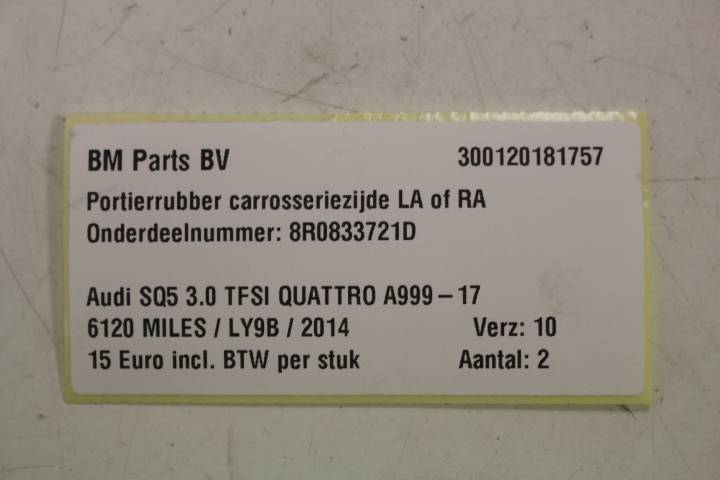 BM Parts BV 300120181757
Portierrubber carrosseriezijde LA of RA
Onderdeelnummer: 8R0833721D
Audi SQ5 3.0 TFSI QUATTRO A999 – 17
6120 MILES / LY9B / 2014 Verz: 10
15 Euro incl. BTW per stuk Aantal: 2